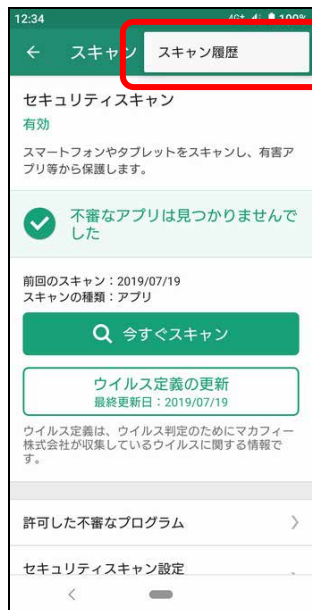 12:34
100%
← スキャン
スキャン履歴
セキュリティスキャン
有効
スマートフォンやタブレットをスキャンし、有害ア
プリ等から保護します。
不審なアプリは見つかりませんで
した
前回のスキャン：2019/07/19
スキャンの種類：アプリ
今すぐスキャン
ウイルス定義の更新
最終更新日：2019/07/19
ウイルス定義は、ウイルス判定のためにマカフィー
株式会社が収集しているウイルスに関する情報で
す。
許可した不審なプログラム
セキュリティスキャン設定